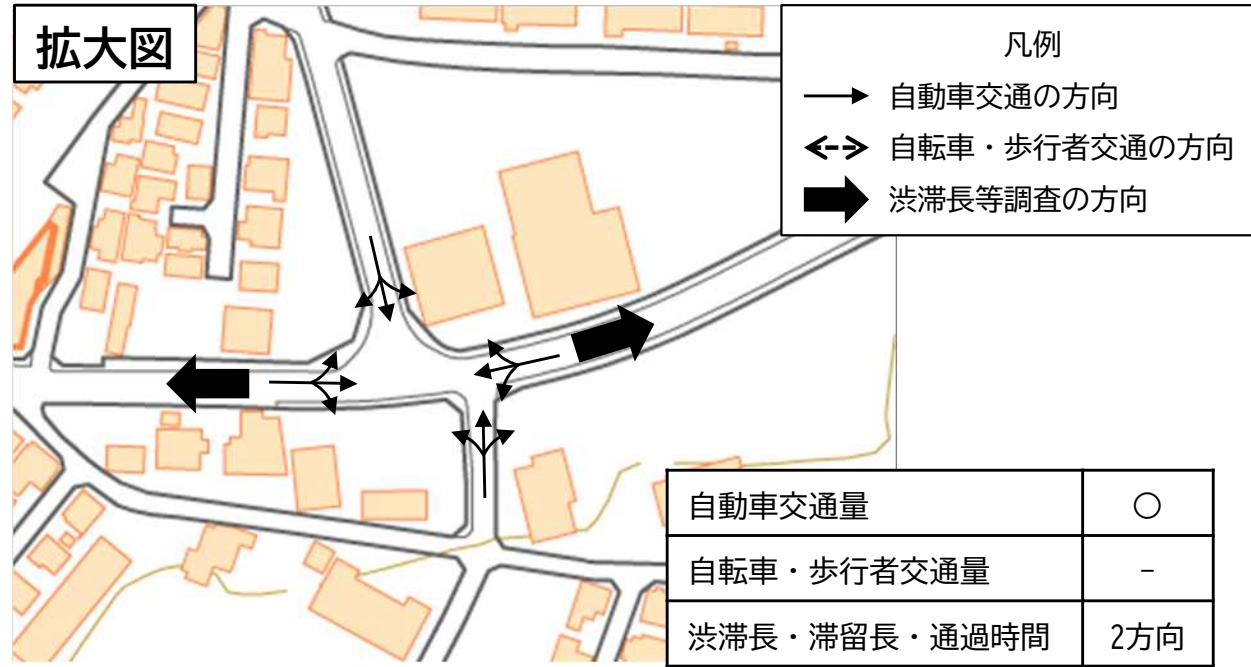 拡大図
凡例
自動車交通の方向
自転車・歩行者交通の方向
渋滞長等調査の方向
自動車交通量 ○
自転車・歩行者交通量 -
渋滞長・滞留長・通過時間 2方向